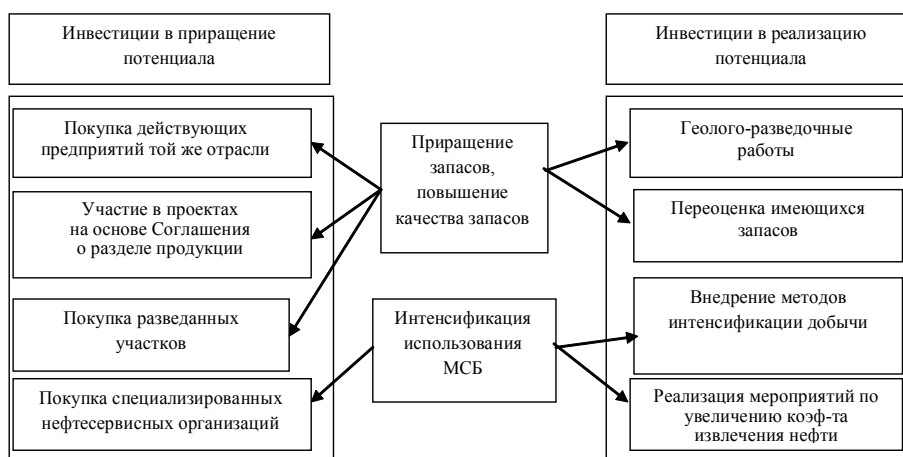 Инвестиции в приращение
потенциала
Инвестиции в реализацию
потенциала
Покупка действующих
предприятий той же отрасли
Участие в проектах
на основе Соглашения
о разделе продукции
Покупка разведанных
участков
Покупка специализированных
нефтесервисных организаций
Приращение
запасов,
повышение
качества запасов
Интенсификация
использования
МСБ
Геолого-разведочные
работы
Переоценка имеющихся
запасов
Внедрение методов
интенсификации добычи
Реализация мероприятий по
увеличению коэф-та
извлечения нефти